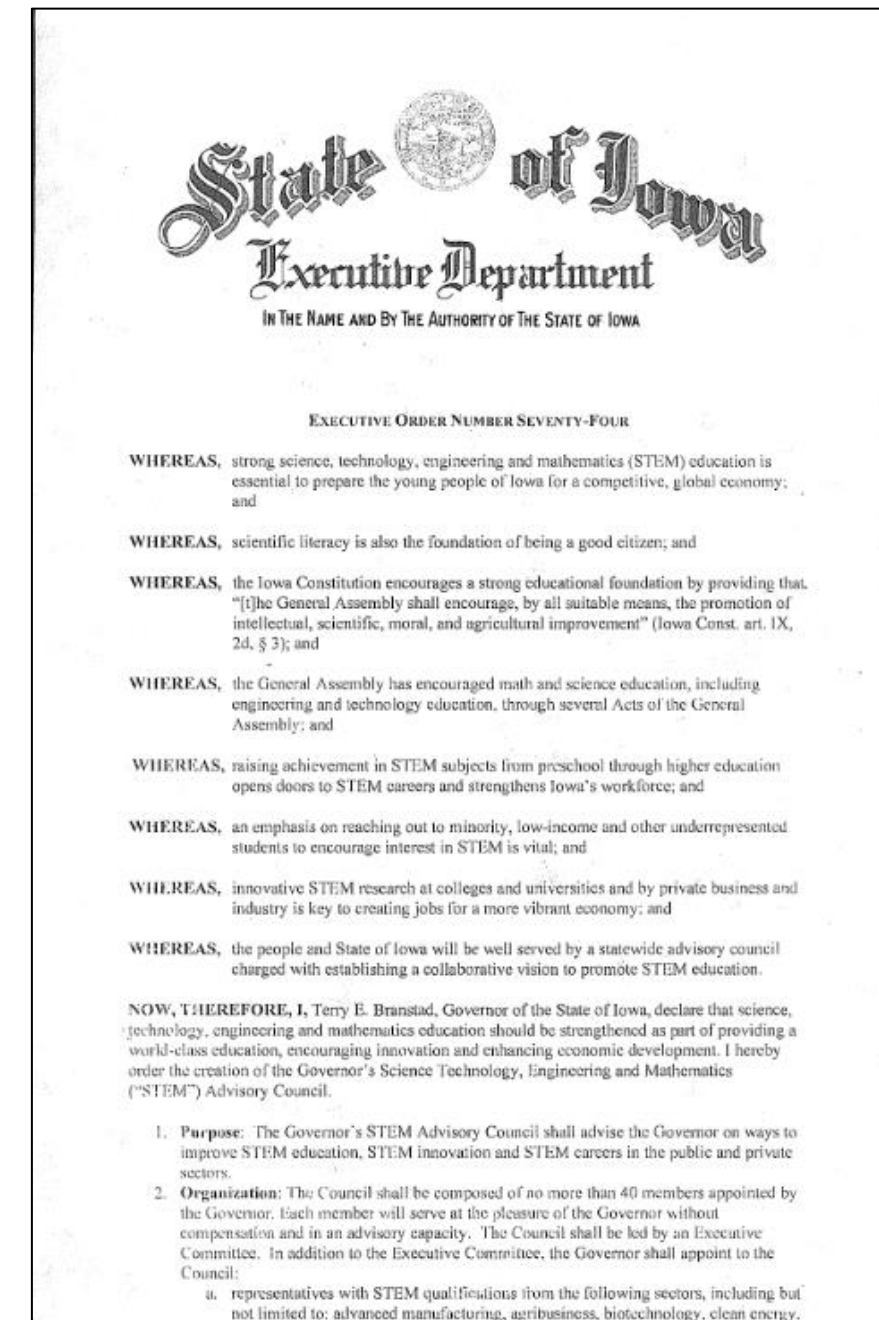 State of Iowa
Executive Department
IN THE NAME AND BY THE AUTHORITY OF THE STATE OF IOWA
EXECUTIVE ORDER NUMBER SEVENTY-FOUR
WHEREAS, strong science, technology, engineering and mathematics (STEM) education is
essential to prepare the young people of Iowa for a competitive, global economy;
and
WHEREAS, scientific literacy is also the foundation of being a good citizen; and
WHEREAS, the Iowa Constitution encourages a strong educational foundation by providing that
"[t]he General Assembly shall encourage, by all suitable means, the promotion of
intellectual, scientific, moral, and agricultural improvement" (Iowa Const. art. IX,
2d, § 3); and
WHEREAS, the General Assembly has encouraged math and science education, including
engineering and technology education, through several Acts of the General
Assembly; and
WHEREAS, raising achievement in STEM subjects from preschool through higher education
opens doors to STEM careers and strengthens Iowa's workforce; and
WHEREAS, an emphasis on reaching out to minority, low-income and other underrepresented
students to encourage interest in STEM is vital; and
WHEREAS, innovative STEM research at colleges and universities and by private business and
industry is key to creating jobs for a more vibrant economy; and
WHEREAS, the people and State of Iowa will be well served by a statewide advisory council
charged with establishing a collaborative vision to promote STEM education.
NOW, THEREFORE, I, Terry E. Branstad, Governor of the State of Iowa, declare that science,
technology, engineering and mathematics education should be strengthened as part of providing a
world-class education, encouraging innovation and enhancing economic development. I hereby
order the creation of the Governor's Science Technology, Engineering and Mathematics
("STEM") Advisory Council.
1. Purpose: The Governor's STEM Advisory Council shall advise the Governor on ways to
improve STEM education, STEM innovation and STEM careers in the public and private
sectors.
2. Organization: The Council shall be composed of no more than 40 members appointed by
the Governor. Each member will serve at the pleasure of the Governor without
compensation and in an advisory capacity. The Council shall be led by an Executive
Committee. In addition to the Executive Committee, the Governor shall appoint to the
Council:
a. representatives with STEM qualifications from the following sectors, including but
not limited to: advanced manufacturing, agribusiness, biotechnology, clean energy,